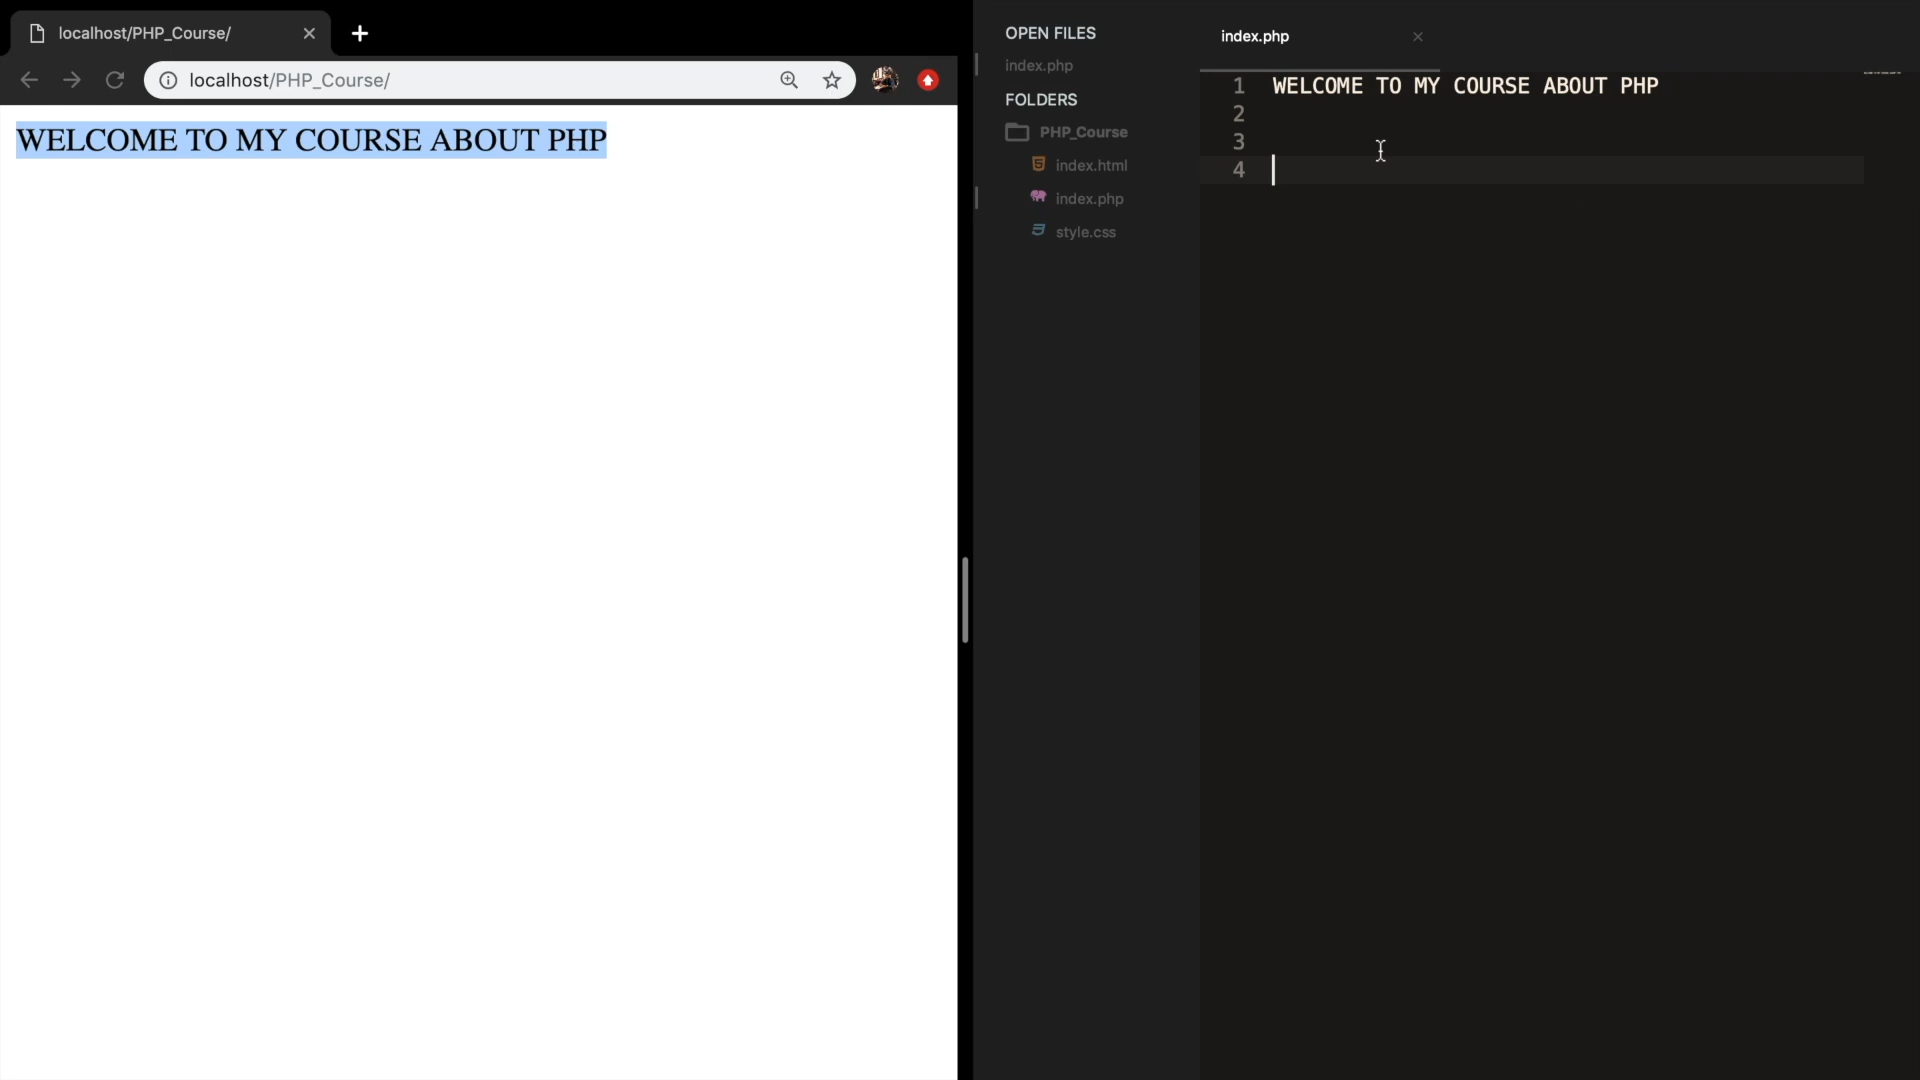 localhost/PHP_Course/
localhost/PHP_Course/
WELCOME TO MY COURSE ABOUT PHP
OPEN FILES
index.php
FOLDERS
PHP_Course
index.html
index.php
style.css
index.php
1 WELCOME TO MY COURSE ABOUT PHP
2
3
4